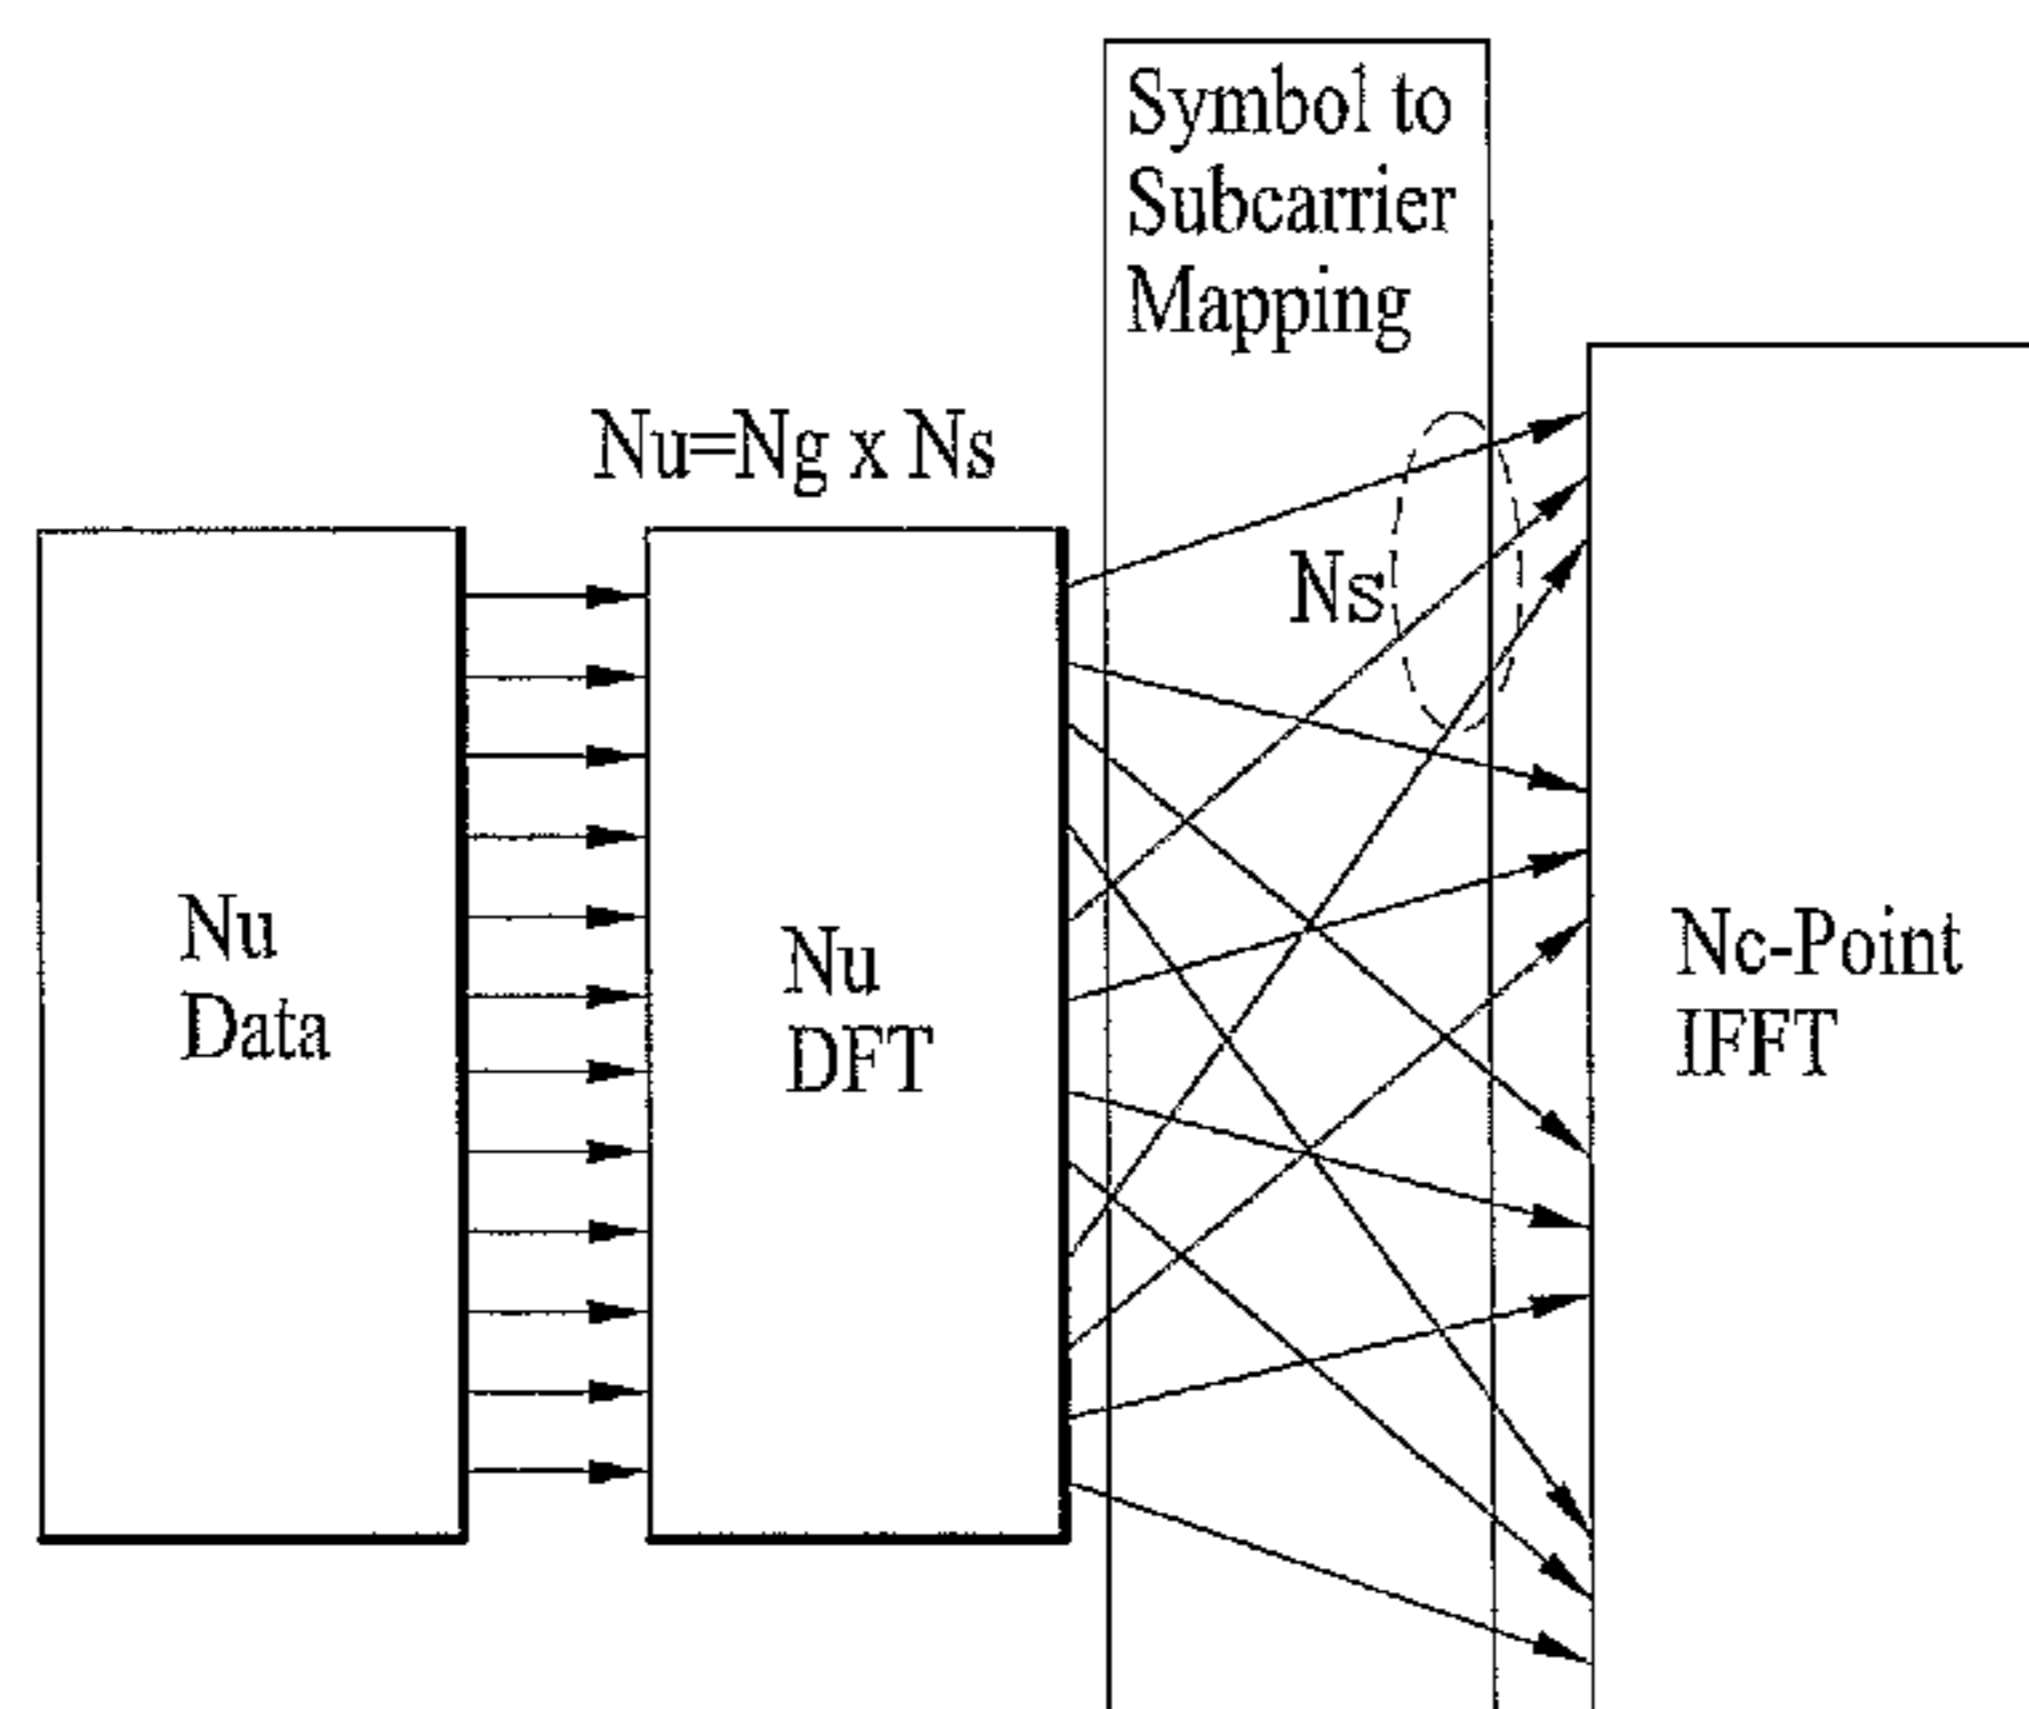 Symbol to
Subcarrier
Mapping
Nu=Ng x Ns
Ns
Nu
Data
Nu
DFT
Nc-Point
IFFT